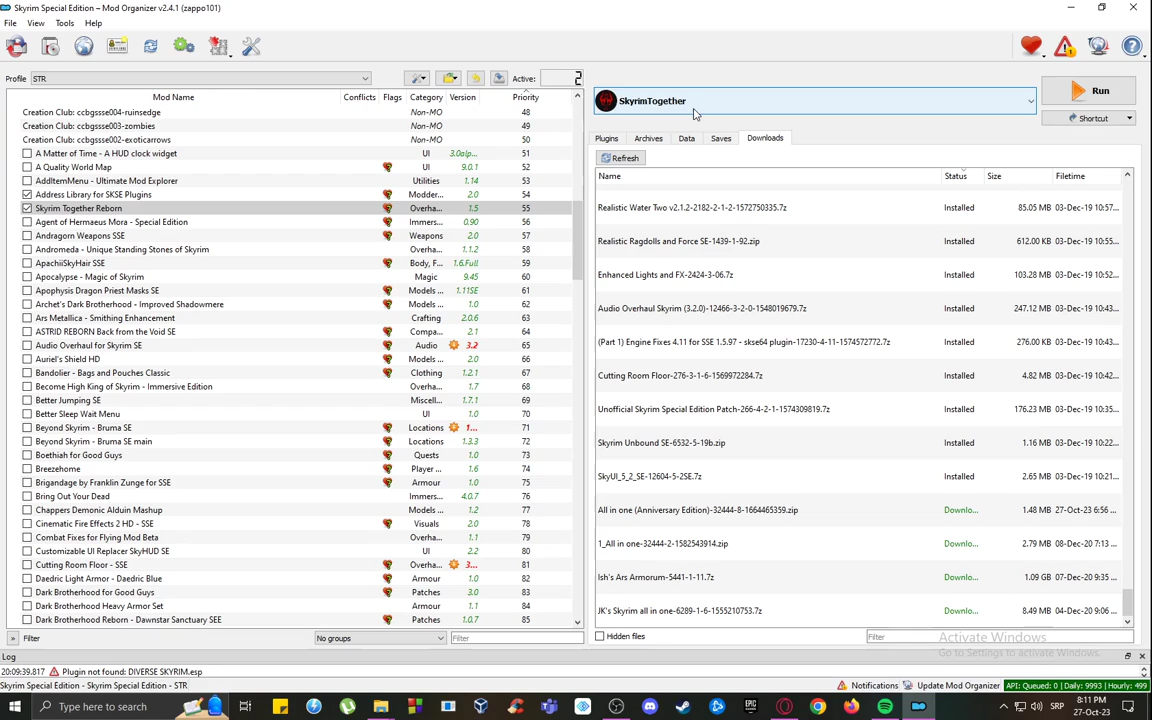 Skyrim Special Edition – Mod Organizer v2.4.1 (zappo101)
File View Tools Help
Profile STR Active: 2
SkyrimTogether
Run
Shortcut
Plugins Archives Data Saves Downloads
Refresh
Mod Name Conflicts Flags Category Version Priority
Creation Club: ccbgssse004-ruinsedge Non-MO 48
Creation Club: ccbgssse003-zombies Non-MO 49
Creation Club: ccbgssse002-exoticarrows Non-MO 50
A Matter of Time - A HUD clock widget UI 3.0alp... 51
A Quality World Map UI 9.0.1 52
AddItemMenu - Ultimate Mod Explorer Utilities 1.14 53
Address Library for SKSE Plugins Modder... 2.0 54
Skyrim Together Reborn Overha... 1.5 55
Agent of Hermaeus Mora - Special Edition Immers... 0.90 56
Andragorn Weapons SSE Weapons 2.0 57
Andromeda - Unique Standing Stones of Skyrim Overha... 1.1.2 58
ApachiiSkyHair SSE Body, F... 1.6.Full 59
Apocalypse - Magic of Skyrim Magic 9.45 60
Apophysis Dragon Priest Masks SE Models ... 1.11SE 61
Archet's Dark Brotherhood - Improved Shadowmere Models ... 1.0 62
Ars Metallica - Smithing Enhancement Crafting 2.0.6 63
ASTRID REBORN Back from the Void SE Compa... 2.1 64
Audio Overhaul for Skyrim SE Audio 3.2 65
Auriel's Shield HD Models ... 2.0 66
Bandolier - Bags and Pouches Classic Clothing 1.2.1 67
Become High King of Skyrim - Immersive Edition Overha... 1.7 68
Better Jumping SE Miscell... 1.7.1 69
Better Sleep Wait Menu UI 1.0 70
Beyond Skyrim - Bruma SE Locations 1... 71
Beyond Skyrim - Bruma SE main Locations 1.3.3 72
Boethiah for Good Guys Quests 1.0 73
Breezehome Player ... 1.6 74
Brigandage by Franklin Zunge for SSE Armour 1.0 75
Bring Out Your Dead Immers... 4.0.7 76
Chappers Demonic Alduin Mashup Models ... 1.2 77
Cinematic Fire Effects 2 HD - SSE Visuals 2.0 78
Combat Fixes for Flying Mod Beta Overha... 1.1 79
Customizable UI Replacer SkyHUD SE UI 2.2 80
Cutting Room Floor - SSE Overha... 3... 81
Daedric Light Armor - Daedric Blue Armour 1.0 82
Dark Brotherhood for Good Guys Patches 3.0 83
Dark Brotherhood Heavy Armor Set Armour 1.1 84
Dark Brotherhood Reborn - Dawnstar Sanctuary SEE Patches 1.0.7 85
Name Status Size Filetime
Realistic Water Two v2.1.2-2182-2-1-2-1572750335.7z Installed 85.05 MB 03-Dec-19 10:57...
Realistic Ragdolls and Force SE-1439-1-92.zip Installed 612.00 KB 03-Dec-19 10:55...
Enhanced Lights and FX-2424-3-06.7z Installed 103.28 MB 03-Dec-19 10:52...
Audio Overhaul Skyrim (3.2.0)-12466-3-2-0-1548019679.7z Installed 247.12 MB 03-Dec-19 10:43...
(Part 1) Engine Fixes 4.11 for SSE 1.5.97 - skse64 plugin-17230-4-11-1574572772.7z Installed 276.00 KB 03-Dec-19 10:43...
Cutting Room Floor-276-3-1-6-1569972284.7z Installed 4.82 MB 03-Dec-19 10:42...
Unofficial Skyrim Special Edition Patch-266-4-2-1-1574309819.7z Installed 176.23 MB 03-Dec-19 10:35...
Skyrim Unbound SE-6532-5-19b.zip Installed 1.16 MB 03-Dec-19 10:22...
SkyUI_5_2_SE-12604-5-2SE.7z Installed 2.65 MB 03-Dec-19 10:21...
All in one (Anniversary Edition)-32444-8-1664465359.zip Downlo... 1.48 MB 27-Oct-23 6:56 ...
1_All in one-32444-2-1582543914.zip Downlo... 2.79 MB 08-Dec-20 7:13 ...
Ish's Ars Armorum-5441-1-11.7z Downlo... 1.09 GB 07-Dec-20 9:35 ...
JK's Skyrim all in one-6289-1-6-1555210753.7z Downlo... 8.49 MB 04-Dec-20 9:06 ...
» Filter No groups Filter
Hidden files Filter
Activate Windows
Go to Settings to activate Windows.
Log
20:09:39.817 Plugin not found: DIVERSE SKYRIM.esp
Skyrim Special Edition - Skyrim Special Edition - STR Notifications Update Mod Organizer API: Queued: 0 | Daily: 9993 | Hourly: 499
Type here to search
SRP
8:11 PM
27-Oct-23